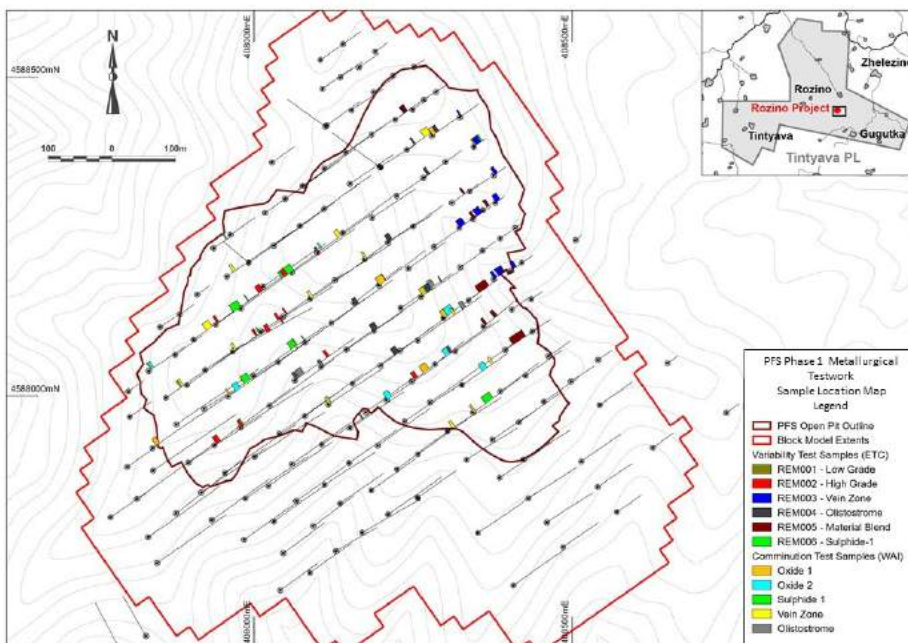 408000mE
408500mE
N
4588500mN
100 0 100m
Zhelezino
Rozino
Rozino Project
Tintyava
Gugutka
Tintyava PL
4588000mN
PFS Phase 1 Metallurgical
Testwork
Sample Location Map
Legend
PFS Open Pit Outline
Block Model Extents
Variability Test Samples (ETC)
REM001 - Low Grade
REM002 - High Grade
REM003 - Vein Zone
REM004 - Olistostrome
REM005 - Material Blend
REM006 - Sulphide-1
Comminution Test Samples (WAI)
Oxide 1
Oxide 2
Sulphide 1
Vein Zone
Olistostrome